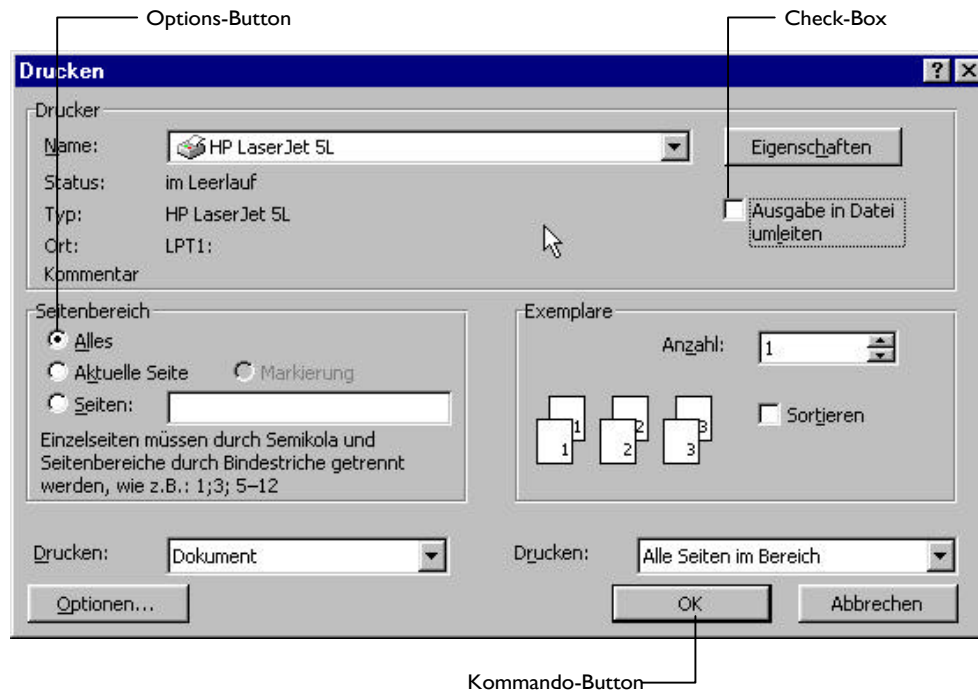 Options-Button
Check-Box
Drucken
Drucker
Name:
HP LaserJet 5L
Eigenschaften
Status:
im Leerlauf
Typ:
HP LaserJet 5L
Ausgabe in Datei
umleiten
Ort:
LPT1:
Kommentar
Seitenbereich
Alles
Aktuelle Seite
Markierung
Seiten:
Einzelseiten müssen durch Semikola und
Seitenbereiche durch Bindestriche getrennt
werden, wie z.B.: 1;3; 5–12
Exemplare
Anzahl:
1
1 1 2 2 3 3
Sortieren
Drucken:
Dokument
Drucken:
Alle Seiten im Bereich
Optionen...
OK
Abbrechen
Kommando-Button